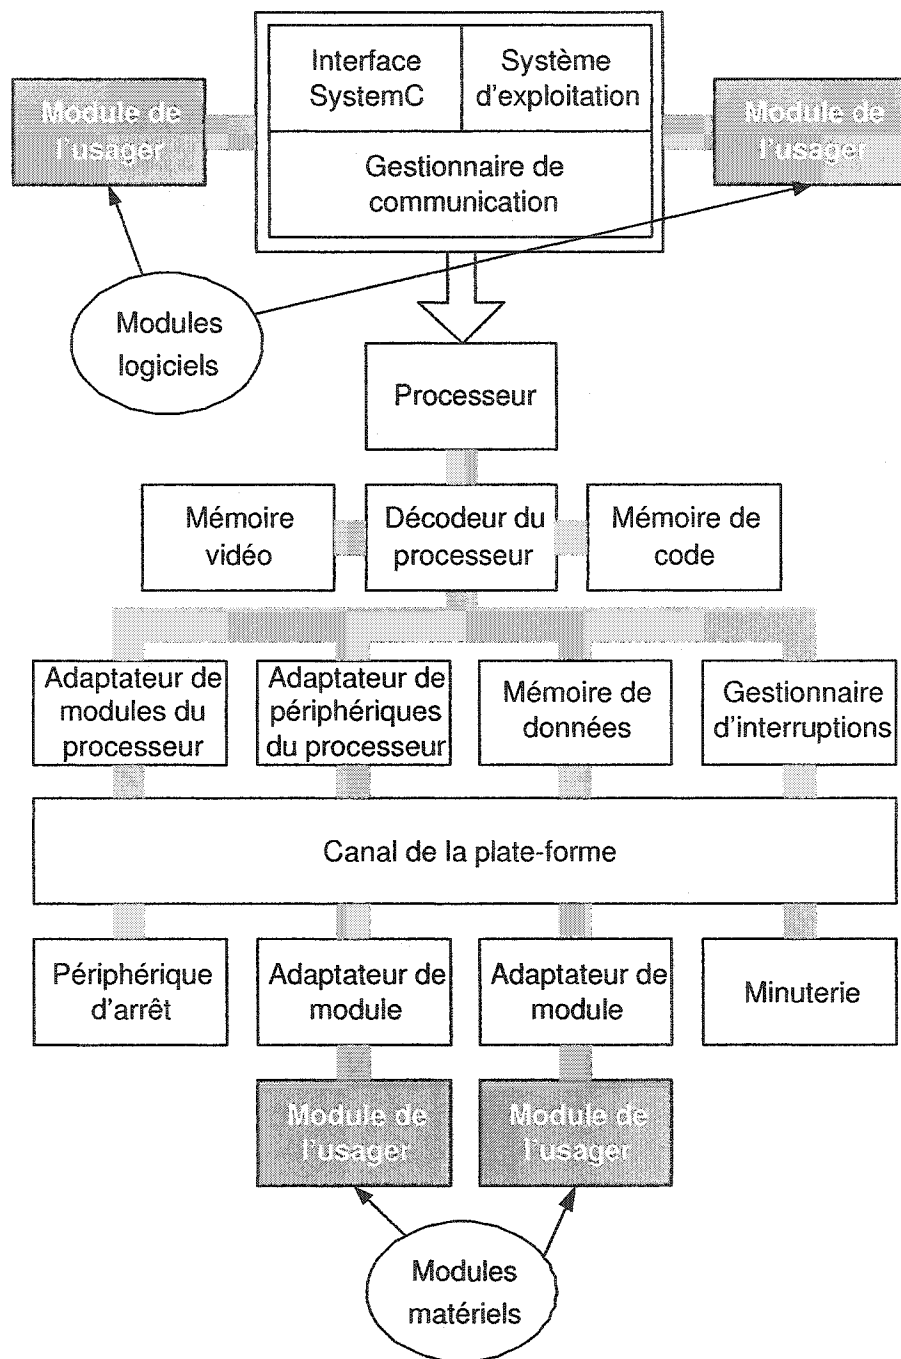 Interface
SystemC
Système
d'exploitation
Module de
l'usager
Module de
l'usager
Gestionnaire de
communication
Modules
logiciels
Processeur
Mémoire
vidéo
Décodeur du
processeur
Mémoire de
code
Adaptateur de
modules du
processeur
Adaptateur de
périphériques
du processeur
Mémoire de
données
Gestionnaire
d'interruptions
Canal de la plate-forme
Périphérique
d'arrêt
Adaptateur de
module
Adaptateur de
module
Minuterie
Module de
l'usager
Module de
l'usager
Modules
matériels